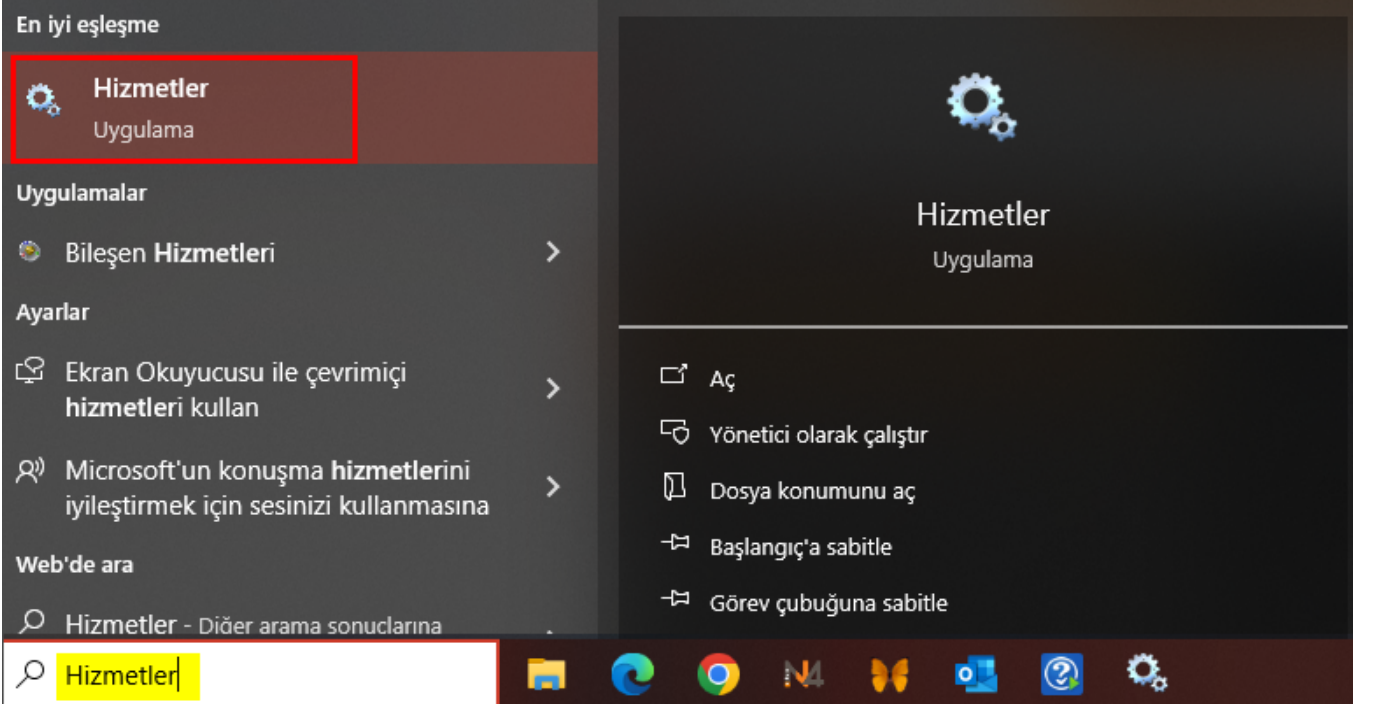 En iyi eşleşme
Hizmetler
Uygulama
Uygulamalar
Bileşen Hizmetleri
Ayarlar
Ekran Okuyucusu ile çevrimiçi
hizmetleri kullan
Microsoft'un konuşma hizmetlerini
iyileştirmek için sesinizi kullanmasına
Web'de ara
Hizmetler - Diğer arama sonuclarına
Hizmetler
Hizmetler
Uygulama
Aç
Yönetici olarak çalıştır
Dosya konumunu aç
Başlangıç'a sabitle
Görev çubuğuna sabitle
N4